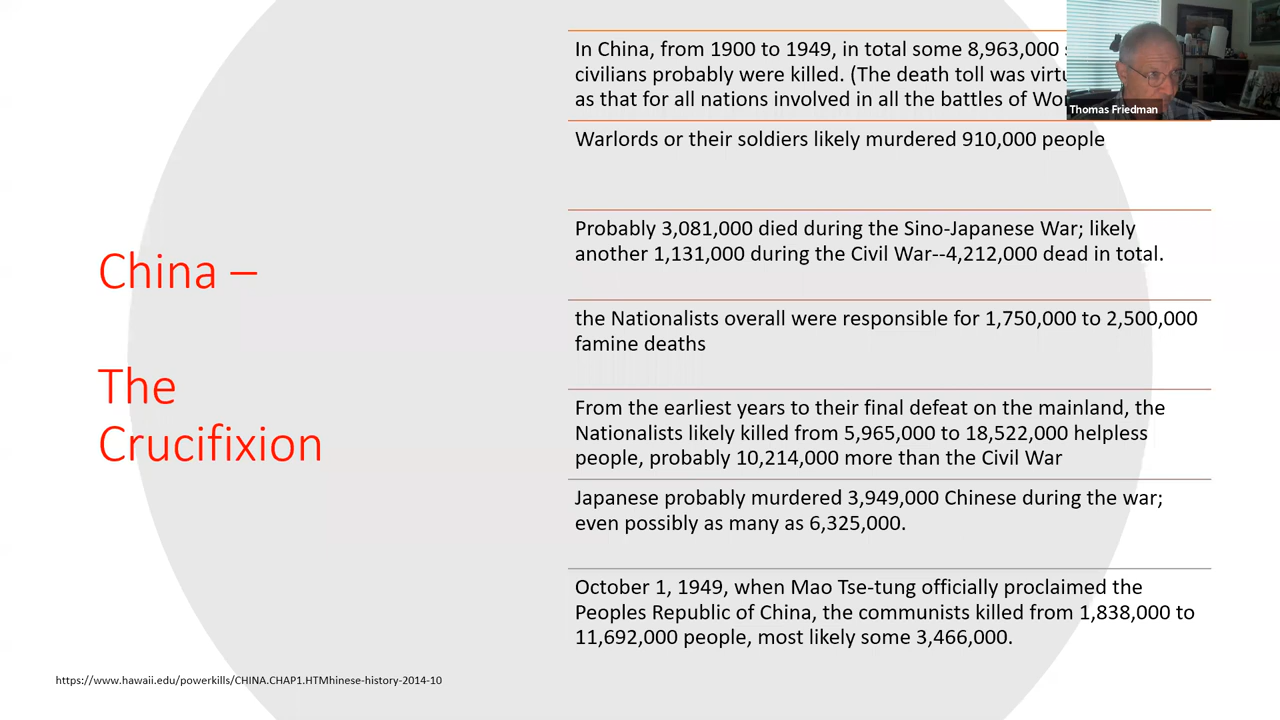 China –
The
Crucifixion
In China, from 1900 to 1949, in total some 8,963,000
civilians probably were killed. (The death toll was
as that for all nations involved in all the battles of
Warlords or their soldiers likely murdered 910,000 people
Probably 3,081,000 died during the Sino-Japanese War; likely
another 1,131,000 during the Civil War--4,212,000 dead in total.
the Nationalists overall were responsible for 1,750,000 to 2,500,000
famine deaths
From the earliest years to their final defeat on the mainland, the
Nationalists likely killed from 5,965,000 to 18,522,000 helpless
people, probably 10,214,000 more than the Civil War
Japanese probably murdered 3,949,000 Chinese during the war;
even possibly as many as 6,325,000.
October 1, 1949, when Mao Tse-tung officially proclaimed the
Peoples Republic of China, the communists killed from 1,838,000 to
11,692,000 people, most likely some 3,466,000.
https://www.hawaii.edu/powerkills/CHINA.CHAP1.HTMhinese-history-2014-10
Thomas Friedman